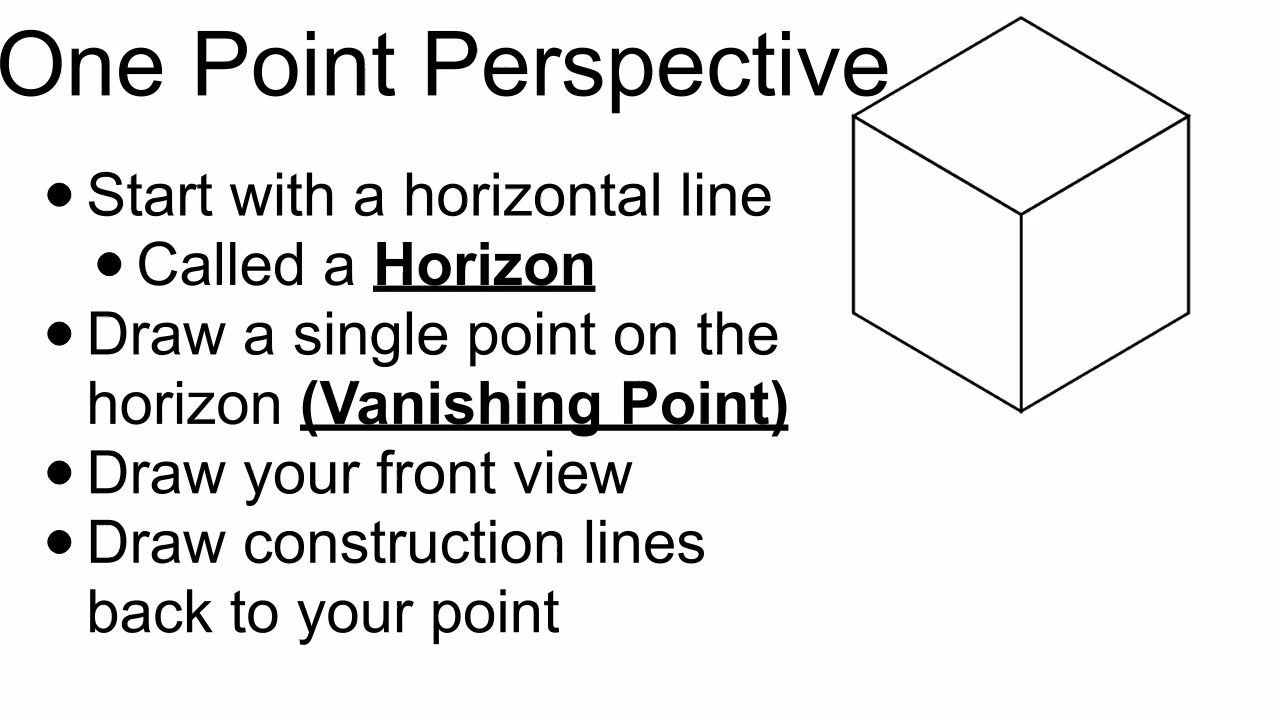 One Point Perspective
● Start with a horizontal line
● Called a Horizon
● Draw a single point on the
horizon (Vanishing Point)
● Draw your front view
● Draw construction lines
back to your point